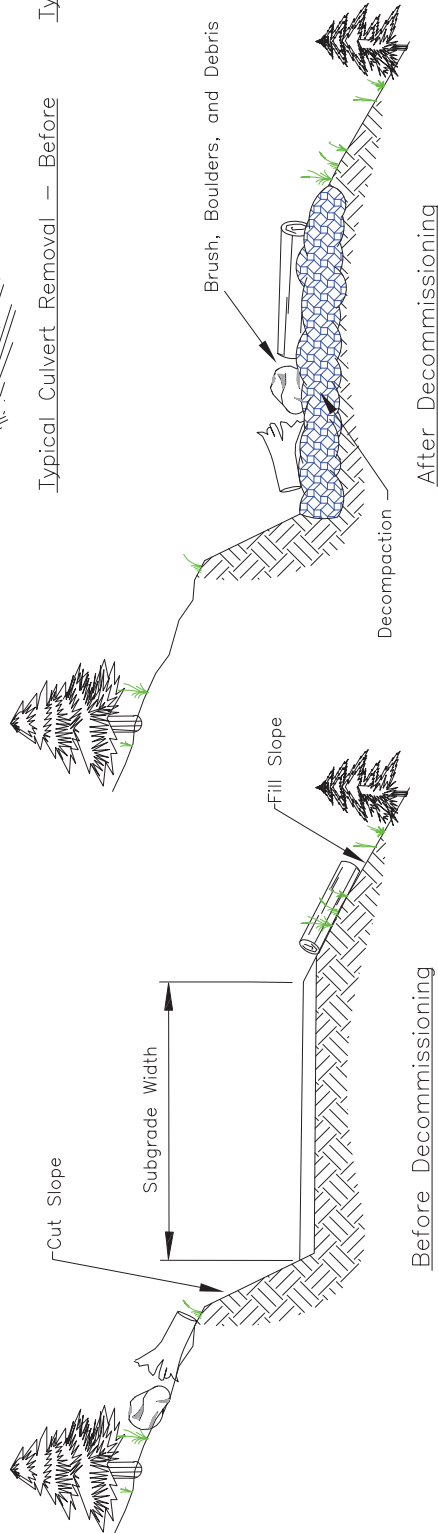 Typical Culvert Removal – Before
Ty
Cut Slope
Subgrade Width
Fill Slope
Before Decommissioning
Brush, Boulders, and Debris
Decompaction
After Decommissioning